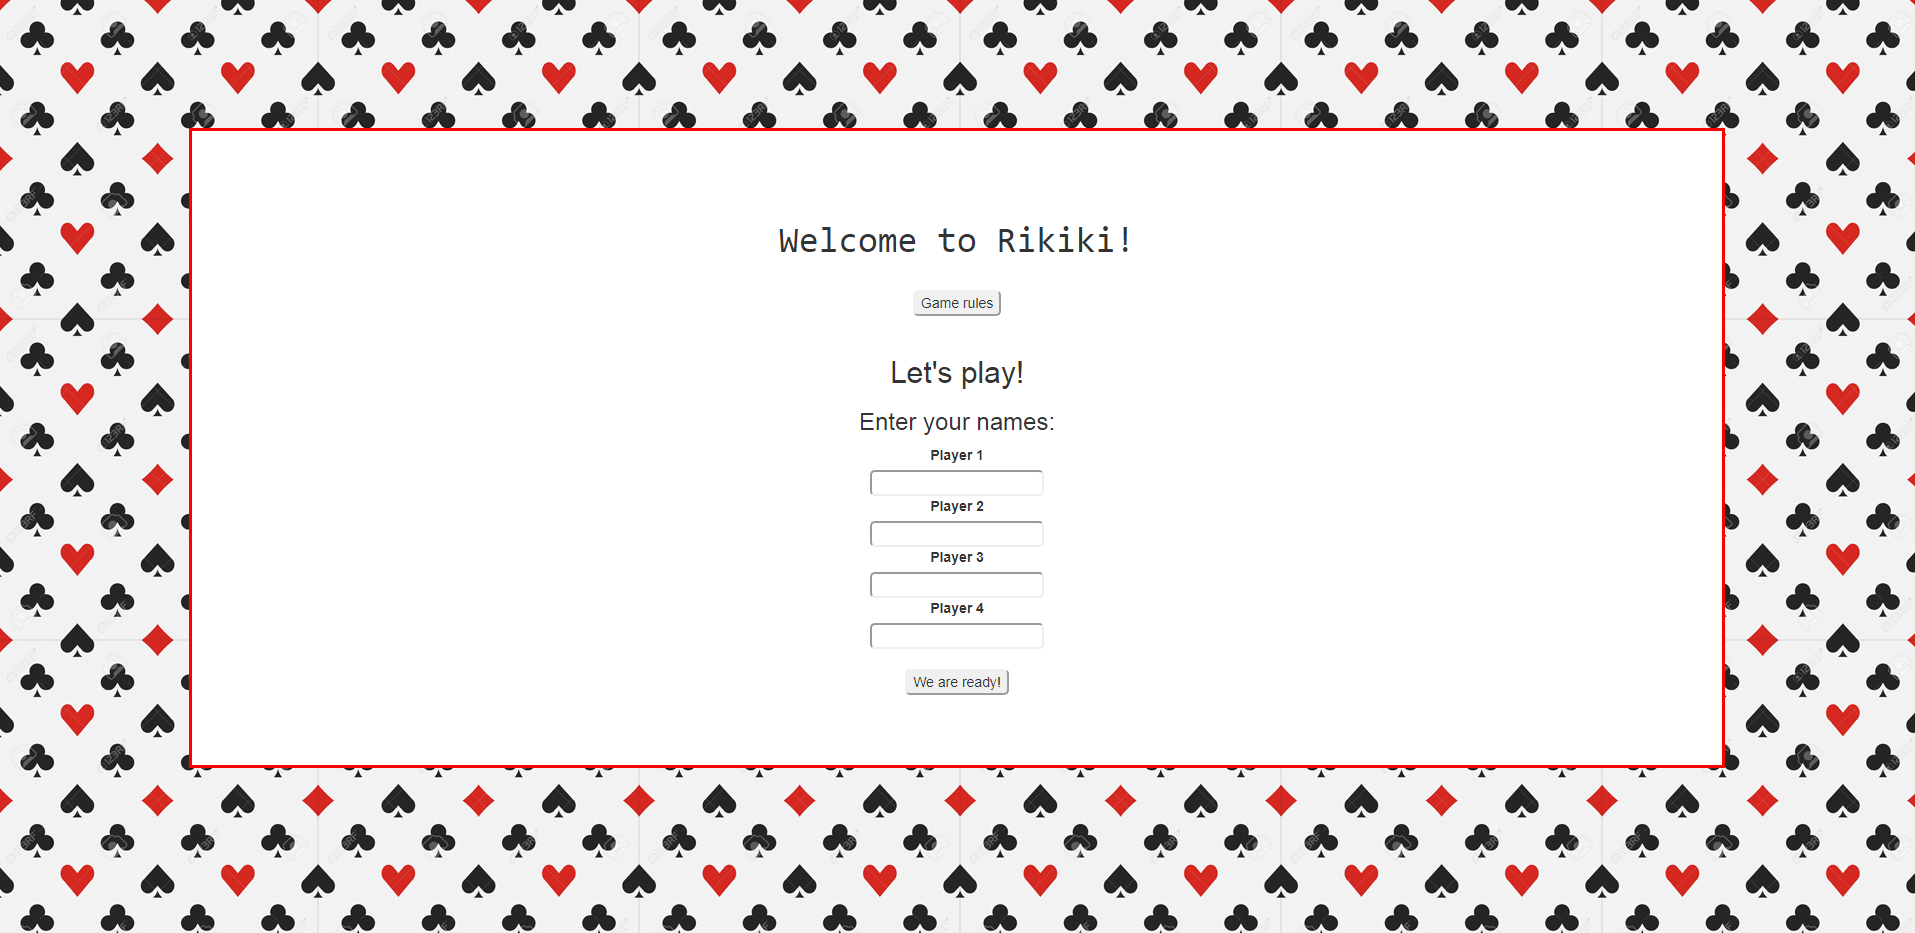 Welcome to Rikiki!
Game rules
Let's play!
Enter your names:
Player 1
Player 2
Player 3
Player 4
We are ready!